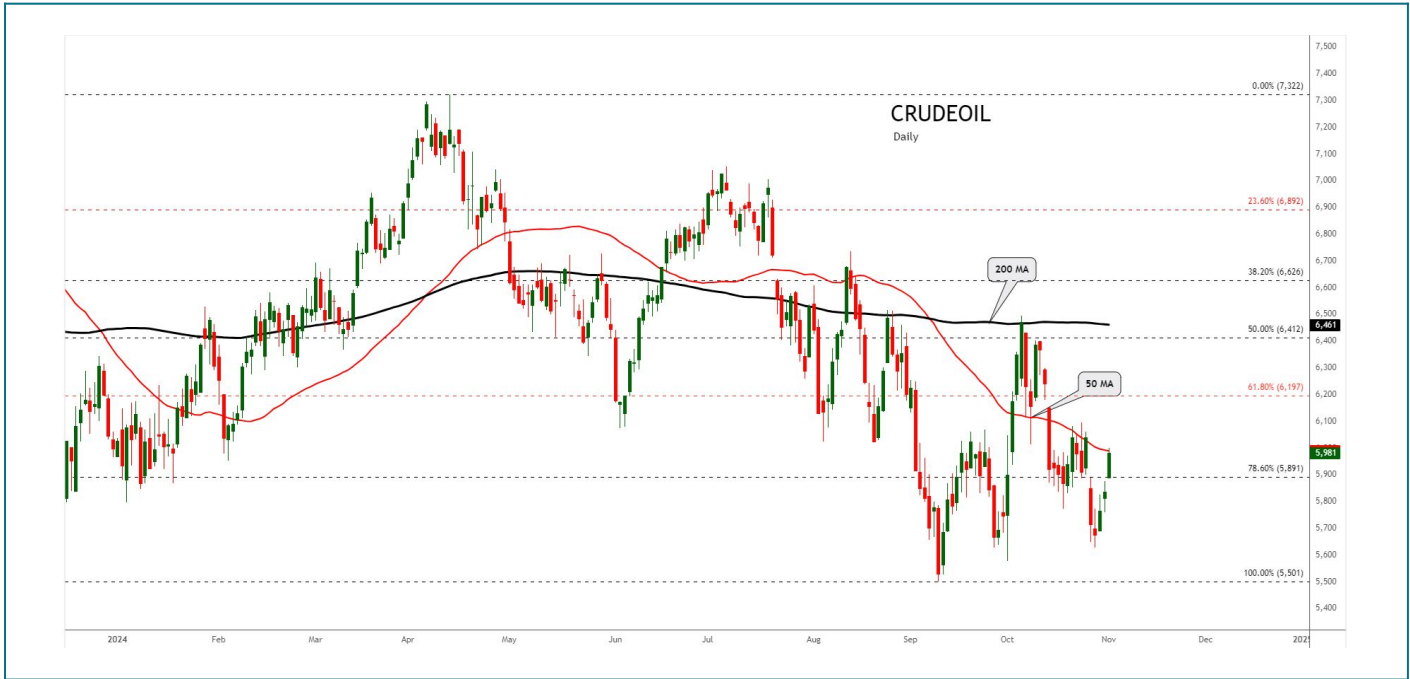 CRUDEOIL
Daily
7,500
7,400
0.00% (7,322)
7,300
7,200
7,100
7,000
23.60% (6,892)
6,900
6,800
6,700
38.20% (6,626)
6,600
200 MA
6,500
6,461
50.00% (6,412)
6,400
6,300
61.80% (6,197)
6,200
50 MA
6,100
5,981
78.60% (5,891)
5,900
5,800
5,700
5,600
100.00% (5,501)
5,500
5,400
2024
Feb
Mar
Apr
May
Jun
Jul
Aug
Sep
Oct
Nov
Dec